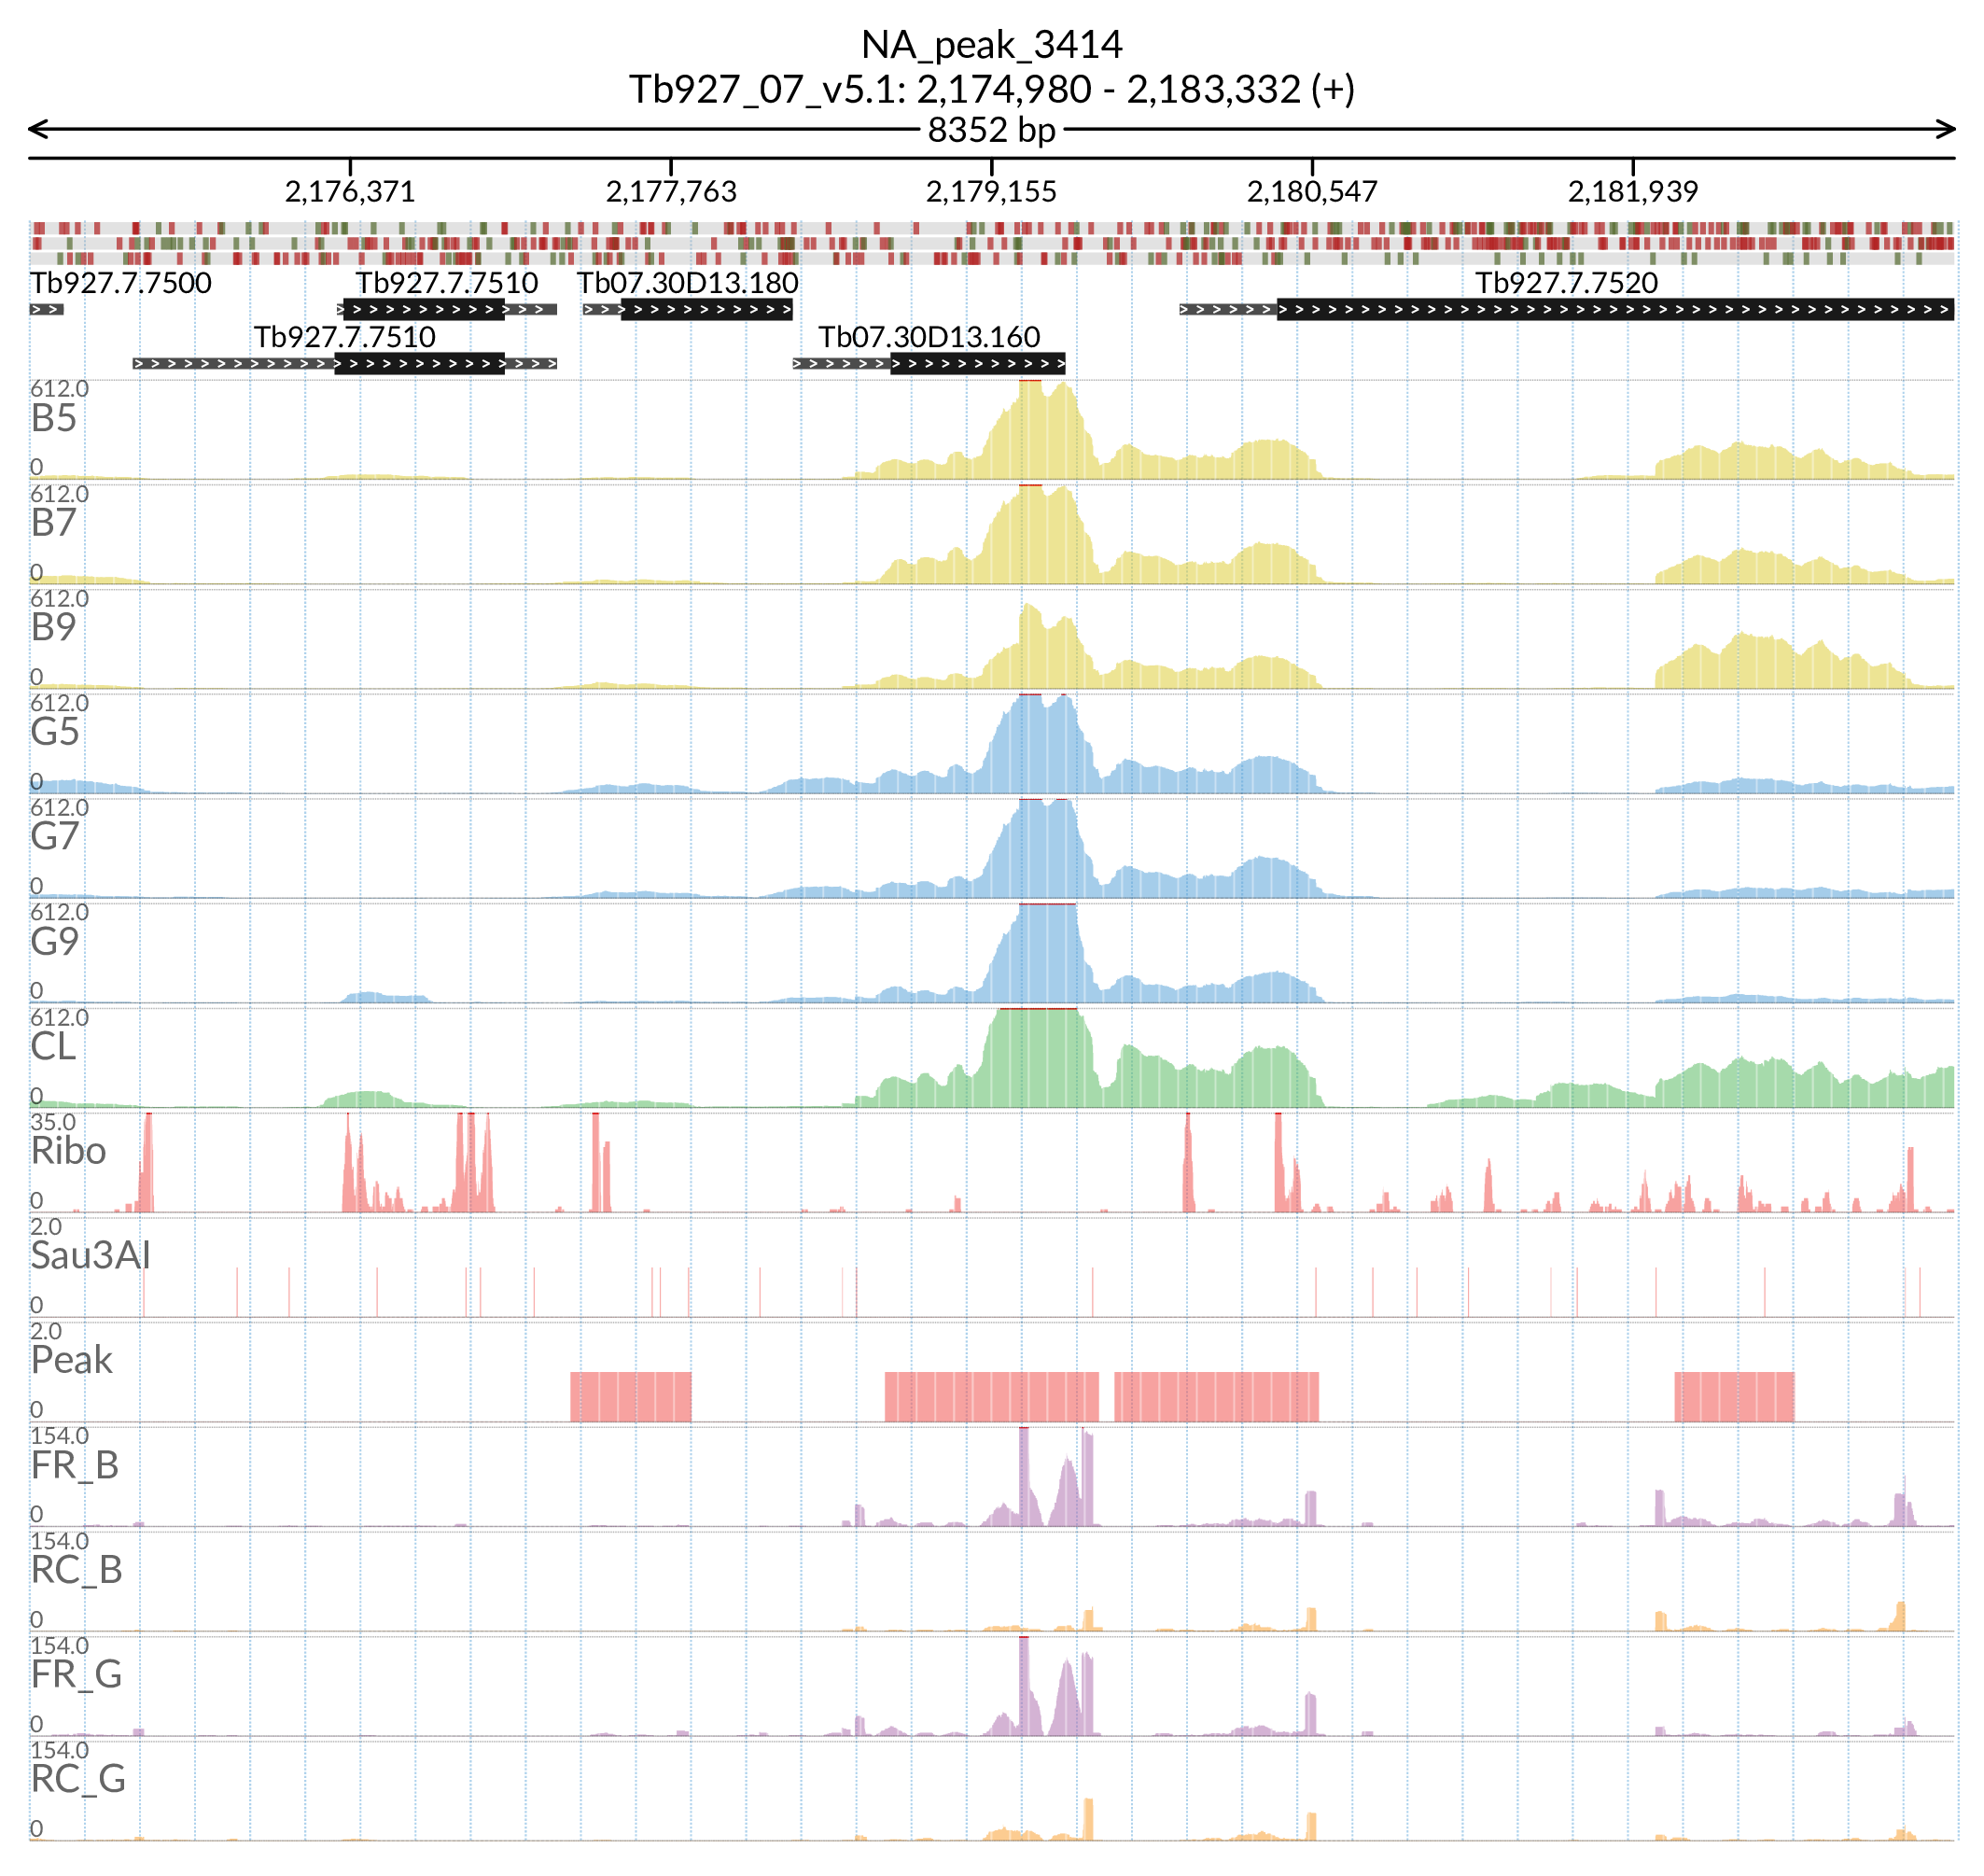 NA_peak_3414
Tb927_07_v5.1: 2,174,980 - 2,183,332 (+)
8352 bp
2,176,371 2,177,763 2,179,155 2,180,547 2,181,939
Tb927.7.7500 Tb927.7.7510 Tb07.30D13.180 Tb927.7.7520
Tb927.7.7510 Tb07.30D13.160
612.0
B5
0
612.0
B7
0
612.0
B9
0
612.0
G5
0
612.0
G7
0
612.0
G9
0
612.0
CL
0
35.0
Ribo
0
2.0
Sau3AI
0
2.0
Peak
0
154.0
FR_B
0
154.0
RC_B
0
154.0
FR_G
0
154.0
RC_G
0